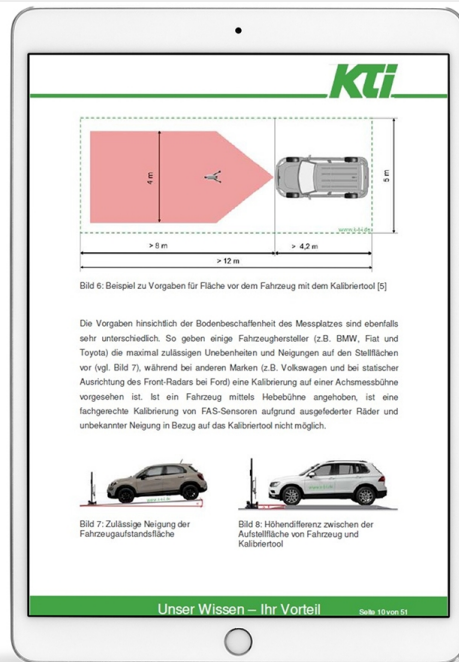 KTi
4 m
5 m
www.k-ti.de
> 8 m
> 4,2 m
> 12 m
Bild 6: Beispiel zu Vorgaben für Fläche vor dem Fahrzeug mit dem Kalibriertool [5]
Die Vorgaben hinsichtlich der Bodenbeschaffenheit des Messplatzes sind ebenfalls
sehr unterschiedlich. So geben einige Fahrzeughersteller (z.B. BMW, Fiat und
Toyota) die maximal zulässigen Unebenheiten und Neigungen auf den Stellflächen
vor (vgl. Bild 7), während bei anderen Marken (z.B. Volkswagen und bei statischer
Ausrichtung des Front-Radars bei Ford) eine Kalibrierung auf einer Achsmessbühne
vorgesehen ist. Ist ein Fahrzeug mittels Hebebühne angehoben, ist eine
fachgerechte Kalibrierung von FAS-Sensoren aufgrund ausgefederter Räder und
unbekannter Neigung in Bezug auf das Kalibriertool nicht möglich.
Bild 7: Zulässige Neigung der
Fahrzeugaufstandsfläche
Bild 8: Höhendifferenz zwischen der
Aufstellfläche von Fahrzeug und
Kalibriertool
Unser Wissen – Ihr Vorteil
Seite 10 von 51